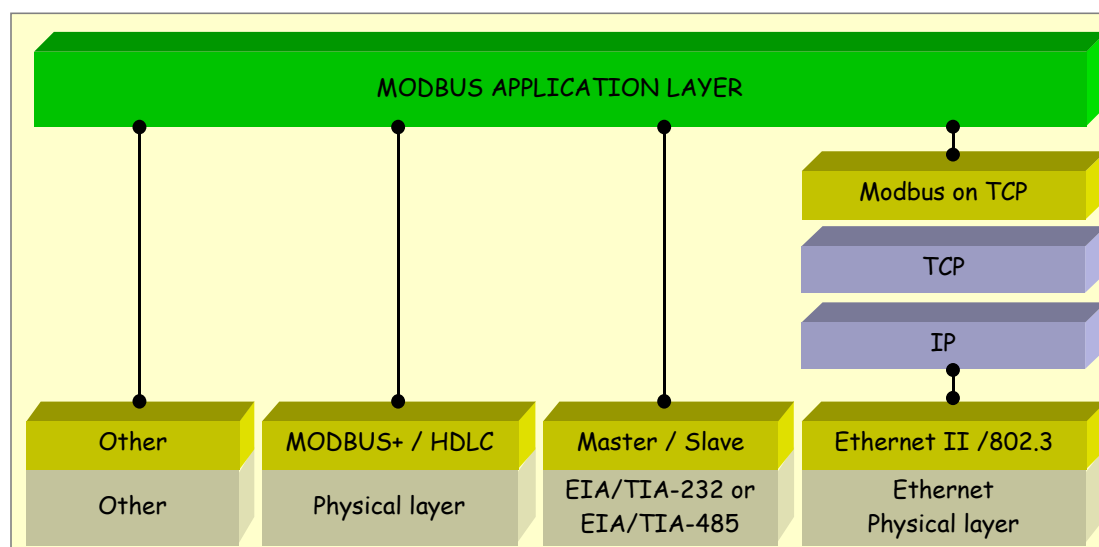 MODBUS APPLICATION LAYER
Modbus on TCP
TCP
IP
Other
MODBUS+ / HDLC
Master / Slave
Ethernet II /802.3
Other
Physical layer
EIA/TIA-232 or
EIA/TIA-485
Ethernet
Physical layer